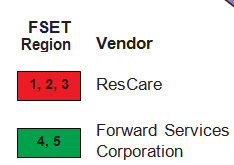 FSET
Region Vendor
1, 2, 3 ResCare
4, 5 Forward Services
Corporation